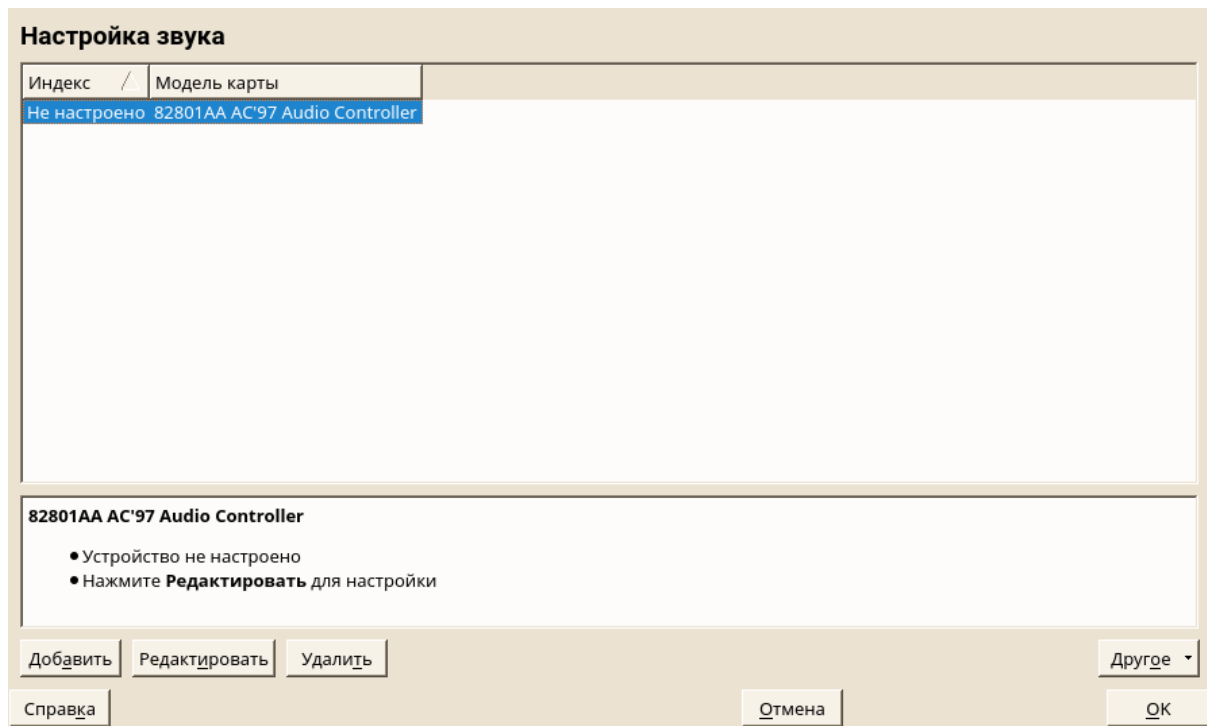 Настройка звука
Индекс Модель карты
Не настроено 82801AA AC'97 Audio Controller
82801AA AC'97 Audio Controller
Устройство не настроено
Нажмите Редактировать для настройки
Добавить Редактировать Удалить Другое
Справка Отмена OK